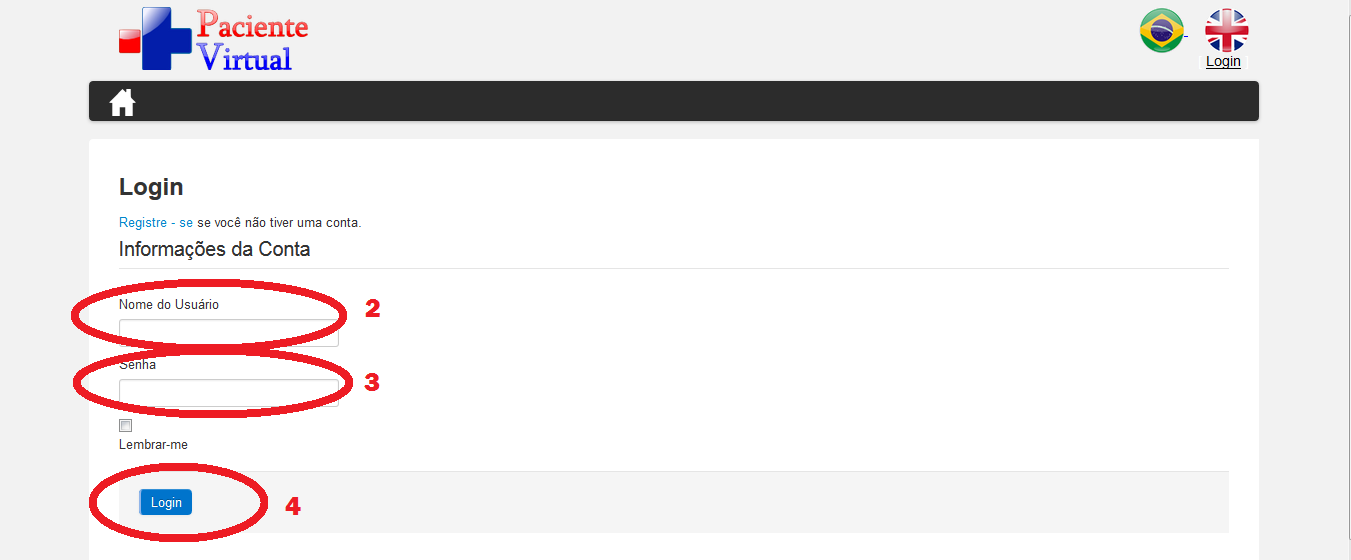 Paciente
Virtual
Login
Login
Registre - se se você não tiver uma conta.
Informações da Conta
Nome do Usuário
2
Senha
3
Lembrar-me
Login
4